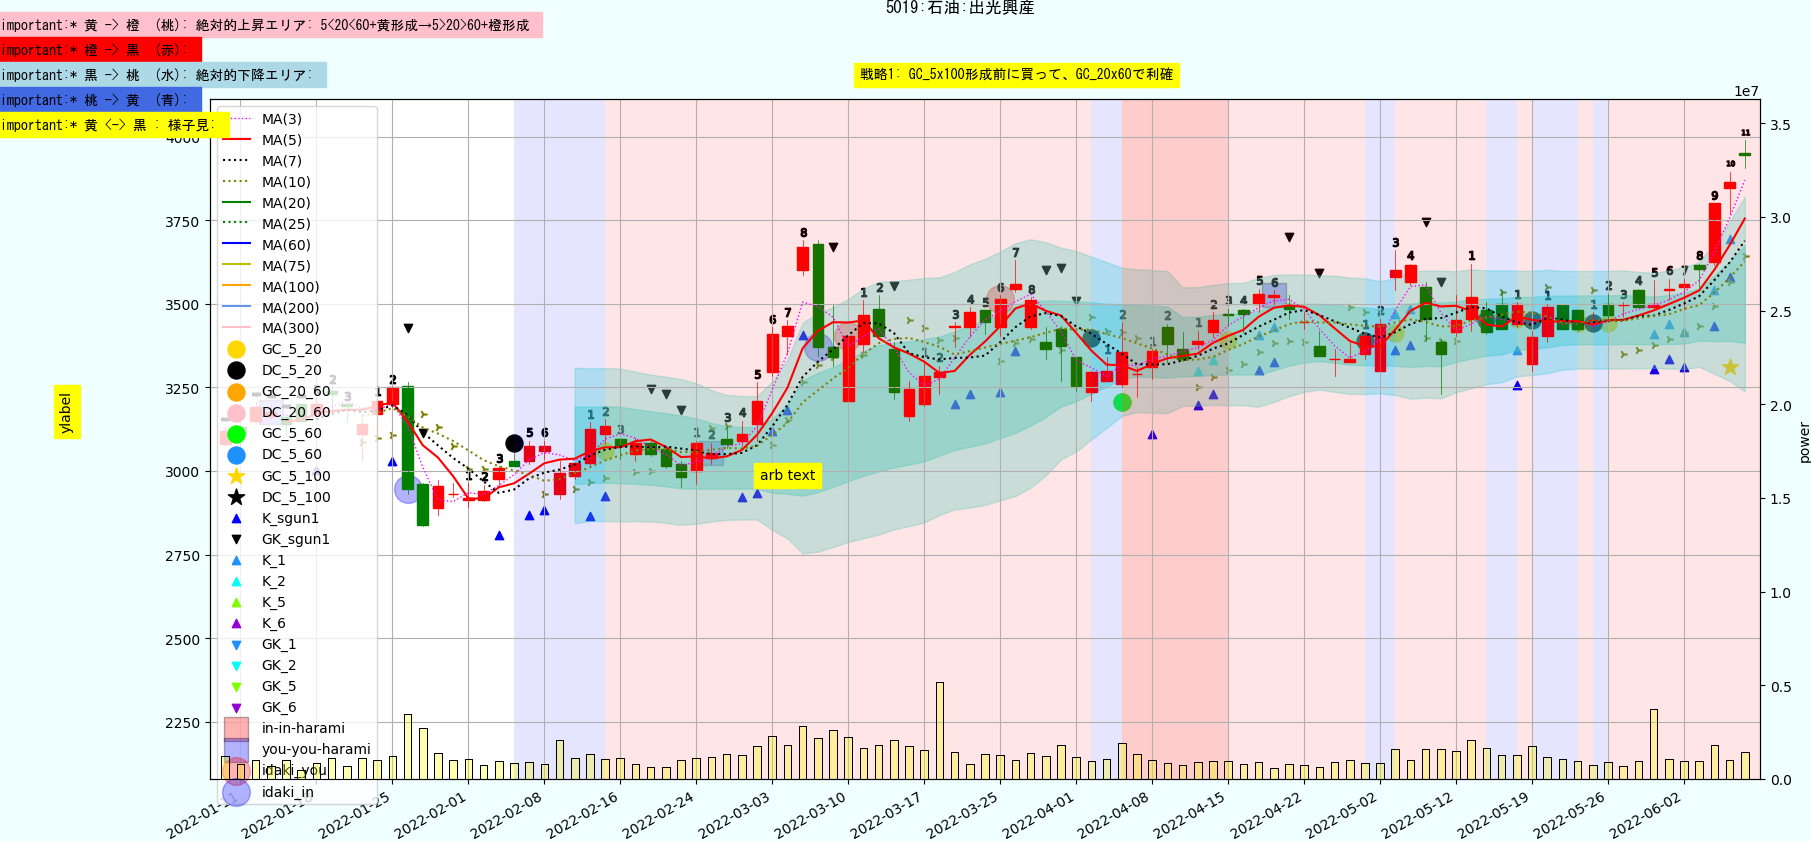 5019:石油:出光興産
important:* 黄 -> 橙 (桃): 絶対的上昇エリア: 5<20<60+黄形成→5>20>60+橙形成
important:* 橙 -> 黒 (赤):
important:* 黒 -> 桃 (水): 絶対的下降エリア:
戦略1: GC_5x100形成前に買って、GC_20x60で利確
important:* 桃 -> 黄 (青):
important:* 黄 <-> 黒 : 様子見:
1e7
MA(3)
MA(5)
MA(7)
MA(10)
MA(20)
MA(25)
MA(60)
MA(75)
MA(100)
MA(200)
MA(300)
GC_5_20
DC_5_20
GC_20_60
DC_20_60
GC_5_60
DC_5_60
GC_5_100
DC_5_100
K_sgun1
GK_sgun1
K_1
K_2
K_5
K_6
GK_1
GK_2
GK_5
GK_6
in-in-harami
you-you-harami
idaki_you
idaki_in
4000
3750
3500
3250
3000
2750
2500
2250
ylabel
arb text
3.5
3.0
2.5
2.0
1.5
1.0
0.5
0.0
power
2022-01-25
2022-02-01
2022-02-08
2022-02-16
2022-02-24
2022-03-03
2022-03-10
2022-03-17
2022-03-25
2022-04-01
2022-04-08
2022-04-15
2022-04-22
2022-05-02
2022-05-12
2022-05-19
2022-05-26
2022-06-02